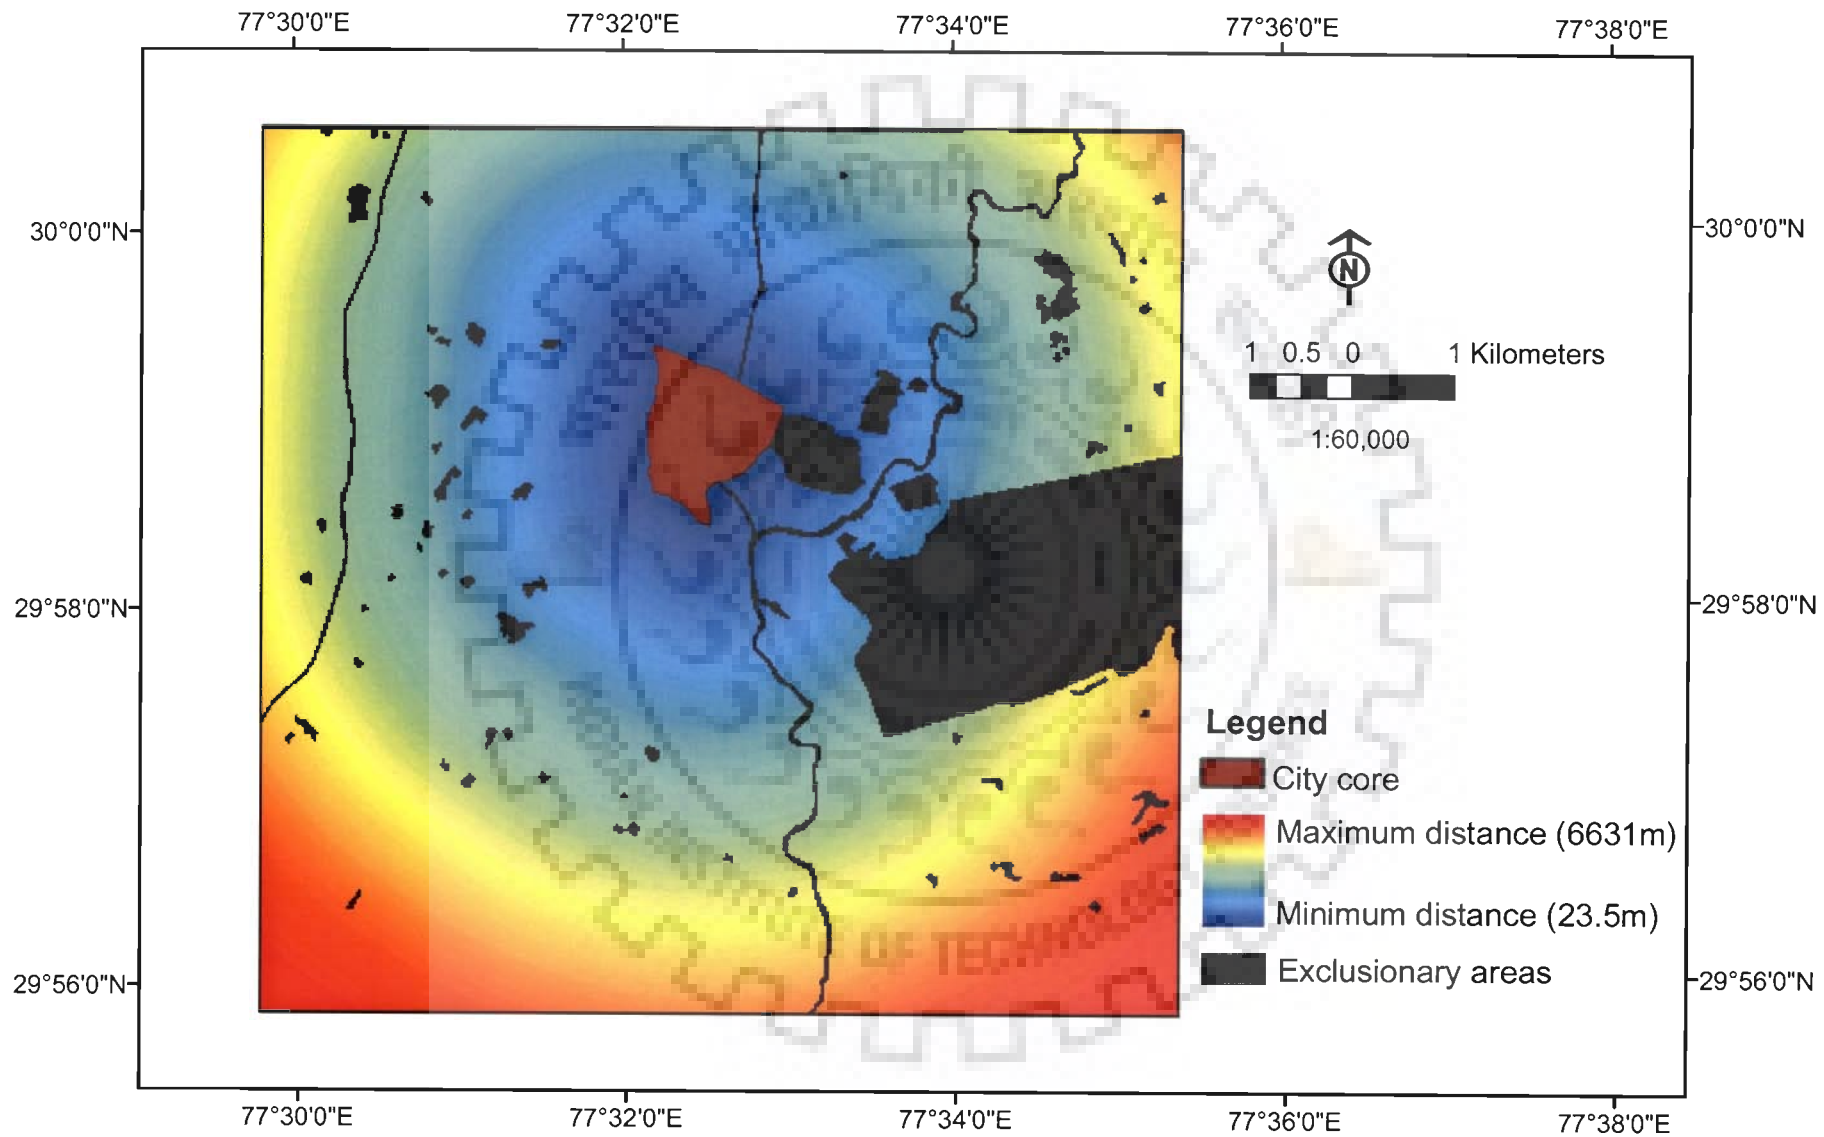 77°30'0"E 77°32'0"E 77°34'0"E 77°36'0"E 77°38'0"E
30°0'0"N 30°0'0"N
N
1 0.5 0 1 Kilometers
1:60,000
29°58'0"N 29°58'0"N
Legend
City core
Maximum distance (6631m)
Minimum distance (23.5m)
Exclusionary areas
OF TECHNOLOGY
29°56'0"N 29°56'0"N
77°30'0"E 77°32'0"E 77°34'0"E 77°36'0"E 77°38'0"E